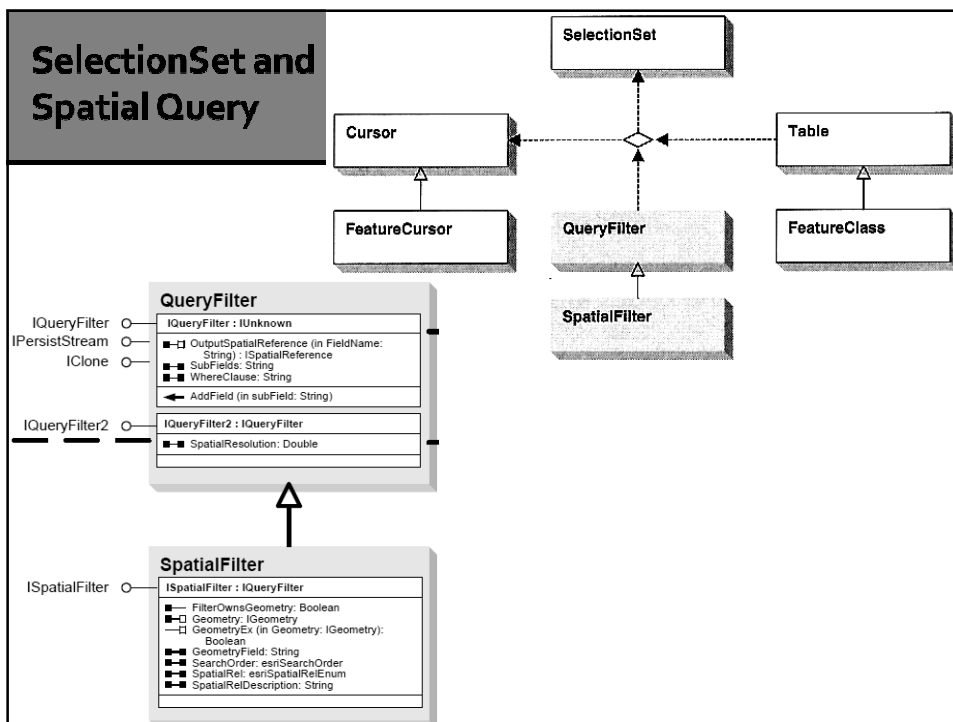 SelectionSet and
Spatial Query
SelectionSet
Cursor
Table
FeatureCursor
QueryFilter
FeatureClass
SpatialFilter
QueryFilter
IQueryFilter
IPersistStream
IClone
IQueryFilter : IUnknown
OutputSpatialReference (in FieldName:
String) : ISpatialReference
SubFields: String
WhereClause: String
AddField (in subField: String)
IQueryFilter2
IQueryFilter2 : IQueryFilter
SpatialResolution: Double
SpatialFilter
ISpatialFilter
ISpatialFilter : IQueryFilter
FilterOwnsGeometry: Boolean
Geometry: IGeometry
GeometryEx (in Geometry: IGeometry):
Boolean
GeometryField: String
SearchOrder: esriSearchOrder
SpatialRel: esriSpatialRelEnum
SpatialRelDescription: String